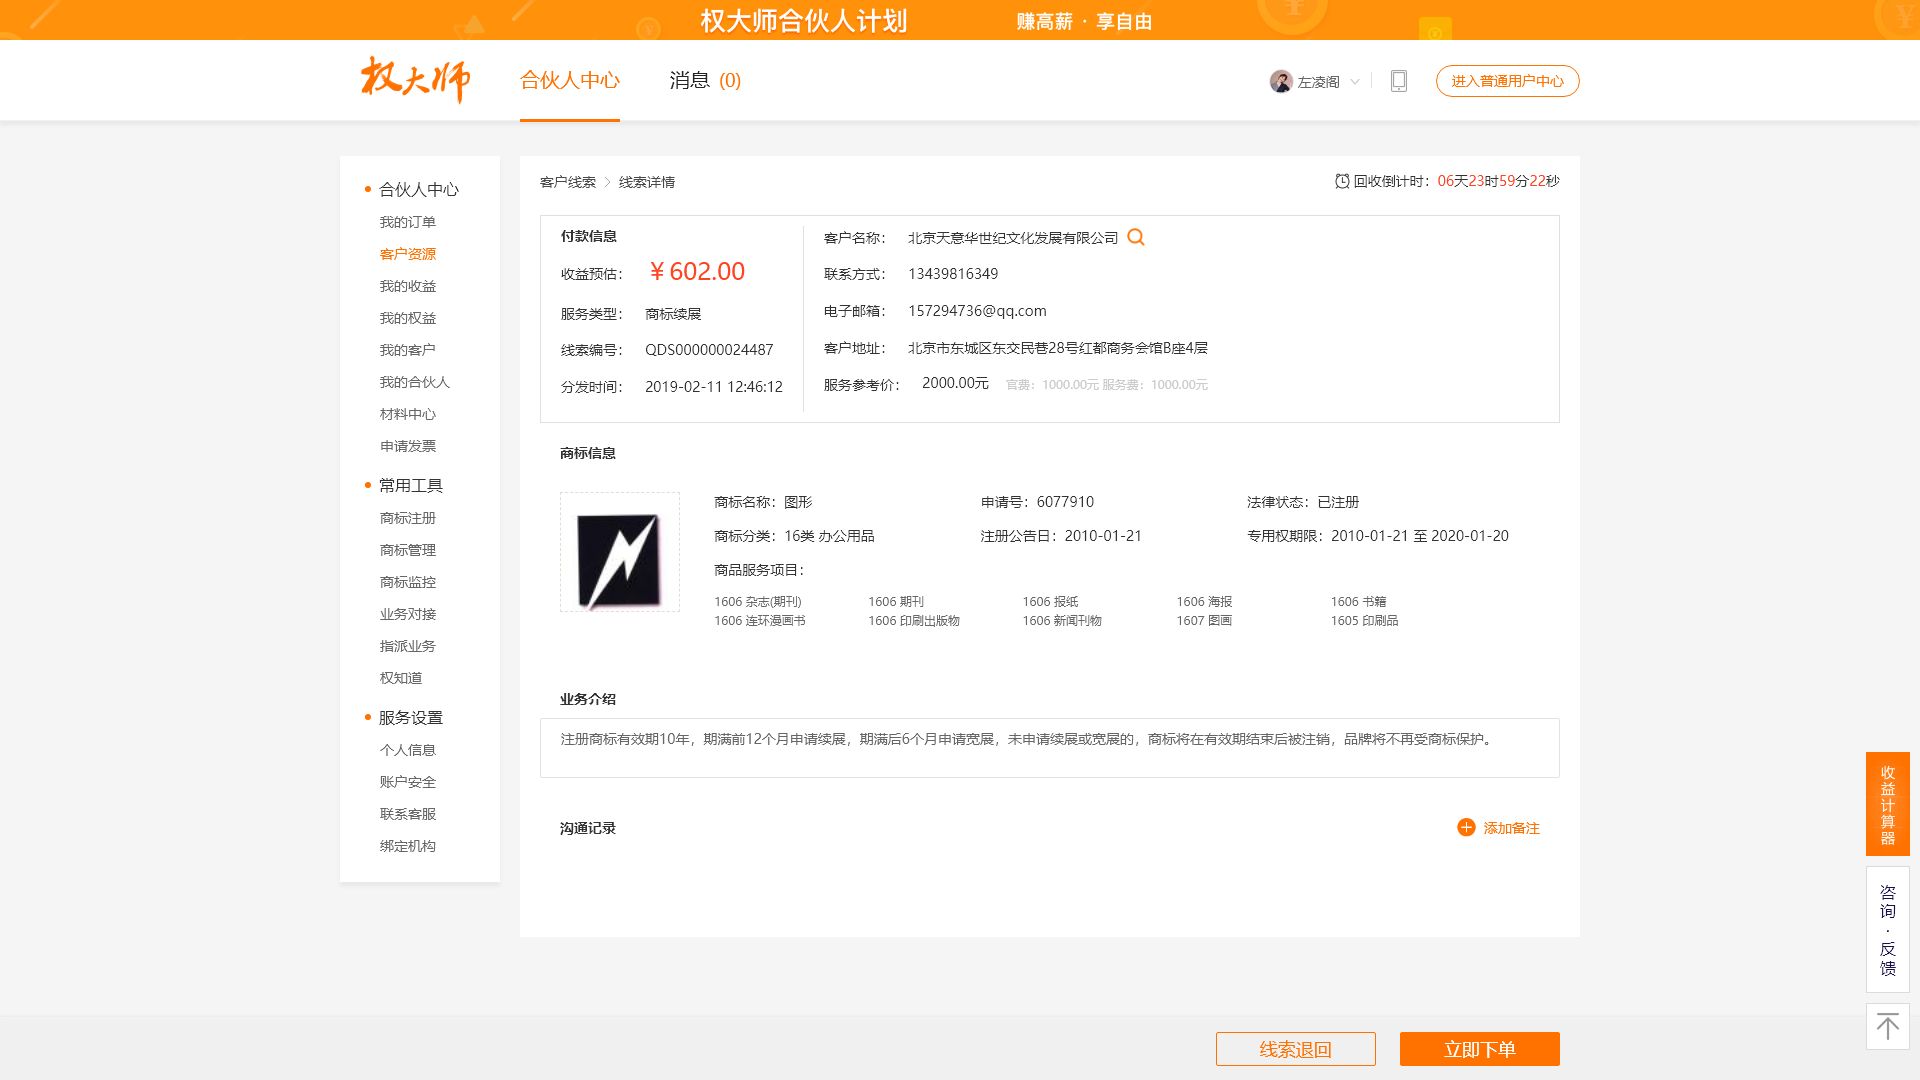 权大师合伙人计划 赚高薪 · 享自由
权大师 合伙人中心 消息 (0) 左凌阁 进入普通用户中心
合伙人中心
我的订单
客户资源
我的收益
我的权益
我的客户
我的合伙人
材料中心
申请发票
常用工具
商标注册
商标管理
商标监控
业务对接
指派业务
权知道
服务设置
个人信息
账户安全
联系客服
绑定机构
客户线索 > 线索详情 回收倒计时：06天23时59分22秒
付款信息
收益预估： ￥602.00
服务类型： 商标续展
线索编号： QDS000000024487
分发时间： 2019-02-11 12:46:12
客户名称： 北京天意华世纪文化发展有限公司
联系方式： 13439816349
电子邮箱： 157294736@qq.com
客户地址： 北京市东城区东交民巷28号红都商务会馆B座4层
服务参考价： 2000.00元 官费：1000.00元 服务费：1000.00元
商标信息
商标名称：图形 申请号：6077910 法律状态：已注册
商标分类：16类 办公用品 注册公告日：2010-01-21 专用权期限：2010-01-21 至 2020-01-20
商品服务项目：
1606 杂志(期刊) 1606 期刊 1606 报纸 1606 海报 1606 书籍
1606 连环漫画书 1606 印刷出版物 1606 新闻刊物 1607 图画 1605 印刷品
业务介绍
注册商标有效期10年，期满前12个月申请续展，期满后6个月申请宽展，未申请续展或宽展的，商标将在有效期结束后被注销，品牌将不再受商标保护。
沟通记录 添加备注
收益计算器
咨询·反馈
线索退回 立即下单